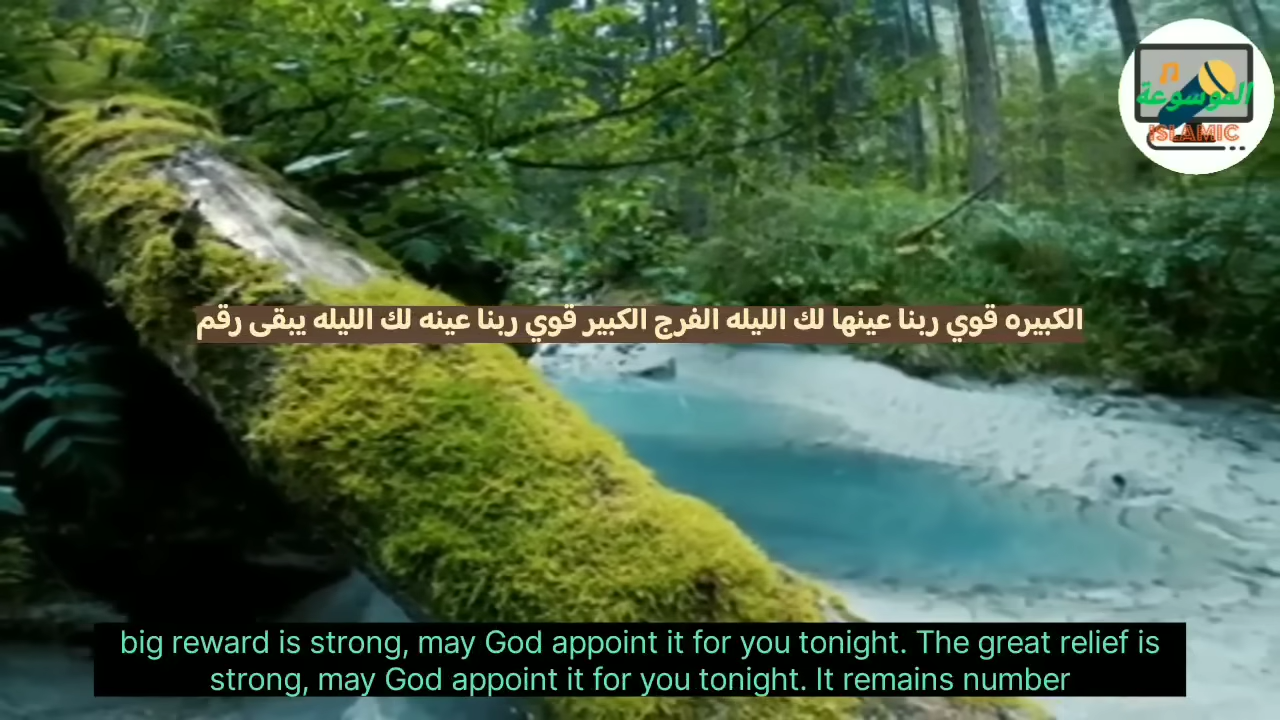 الموسوعة
ISLAMIC
الكبيره قوي ربنا عينها لك الليله الفرج الكبير قوي ربنا عينه لك الليله يبقى رقم
big reward is strong, may God appoint it for you tonight. The great relief is
strong, may God appoint it for you tonight. It remains number